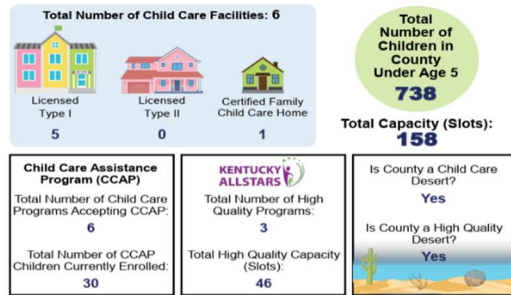 Total Number of Child Care Facilities: 6
Licensed
Type I
5
Licensed
Type II
0
Certified Family
Child Care Home
1
Total
Number of
Children in
County
Under Age 5
738
Total Capacity (Slots):
158
Child Care Assistance
Program (CCAP)
Total Number of Child Care
Programs Accepting CCAP:
6
Total Number of CCAP
Children Currently Enrolled:
30
KENTUCKY
ALLSTARS
Total Number of High
Quality Programs:
3
Total High Quality Capacity
(Slots):
46
Is County a Child Care
Desert?
Yes
Is County a High Quality
Desert?
Yes